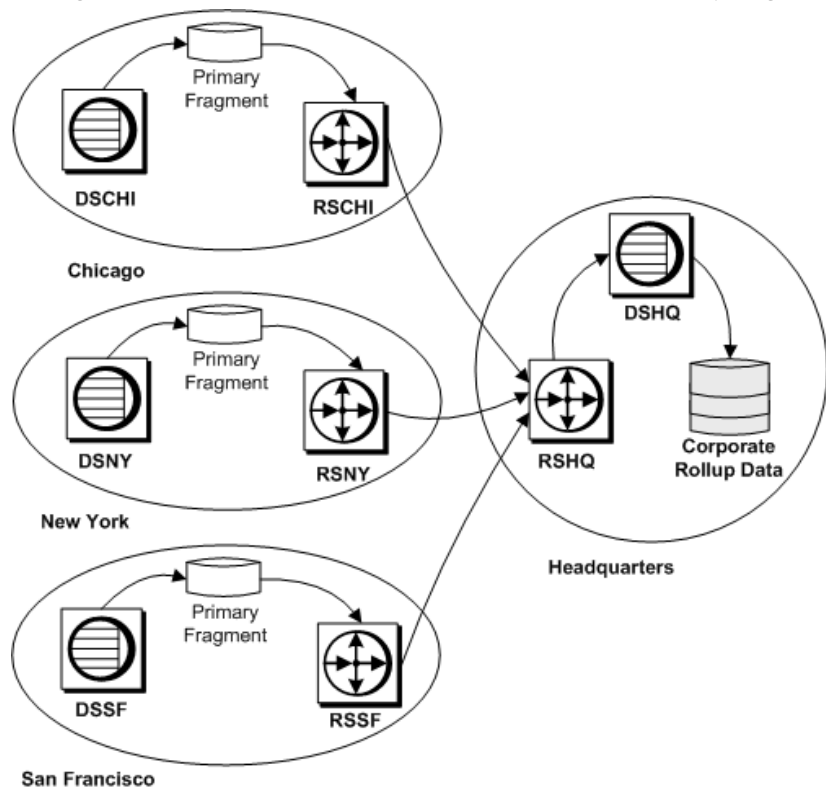 Primary
Fragment
DSCHI
RSCHI
Chicago
DSHQ
Primary
Fragment
DSNY
RSNY
RSHQ
Corporate
Rollup Data
New York
Headquarters
Primary
Fragment
DSSF
RSSF
San Francisco